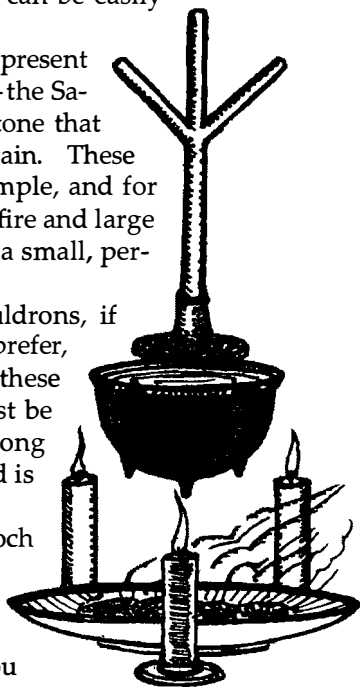 can be easily
present
-the Sa-
tone that
ain. These
mple, and for
fire and large
a small, per-
uldrons, if
prefer,
these
st be
ong
d is
och
ou